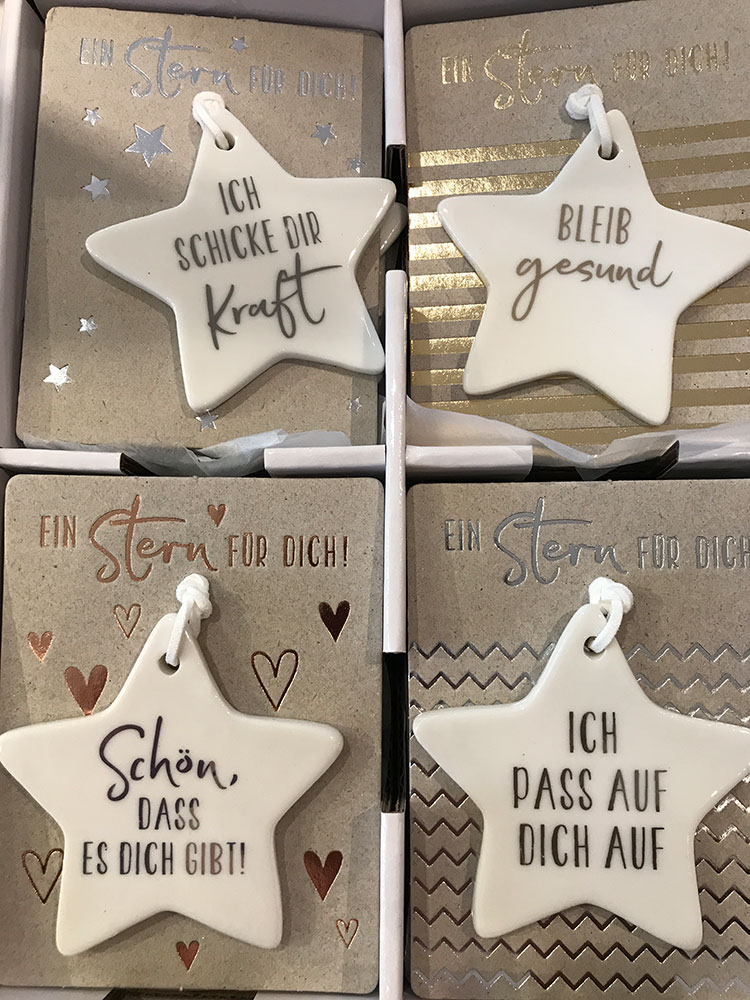 EIN Stern FÜR DICH!
ICH
SCHICKE DIR
Kraft
EIN Stern FÜR DICH!
BLEIB
gesund
EIN Stern FÜR DICH!
Schön,
DASS
ES DICH GIBT!
EIN Stern FÜR DICH
ICH
PASS AUF
DICH AUF